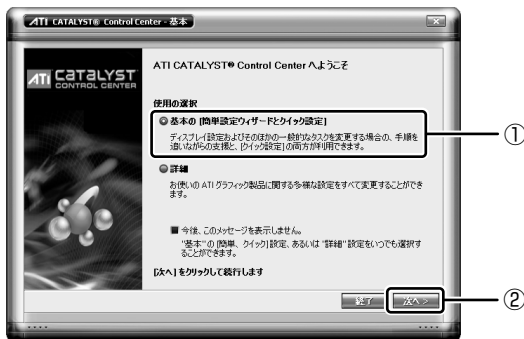 ATI CATALYST® Control Center - 基本
ATI CATALYST
CONTROL CENTER
ATI CATALYST® Control Center へようこそ
使用の選択
基本の [簡単設定ウィザードとクイック設定]
ディスプレイ設定およびそのほかの一般的なタスクを変更する場合の、手順を
追いながらの支援と、[クイック設定] の両方が利用できます。
①
詳細
お使いの ATI グラフィック製品に関する多様な設定をすべて変更することができ
ます。
今後、このメッセージを表示しません。
"基本"の [簡単、クイック] 設定、あるいは "詳細" 設定をいつでも選択す
ることができます。
[次へ] をクリックして続行します
終了
次へ >
②